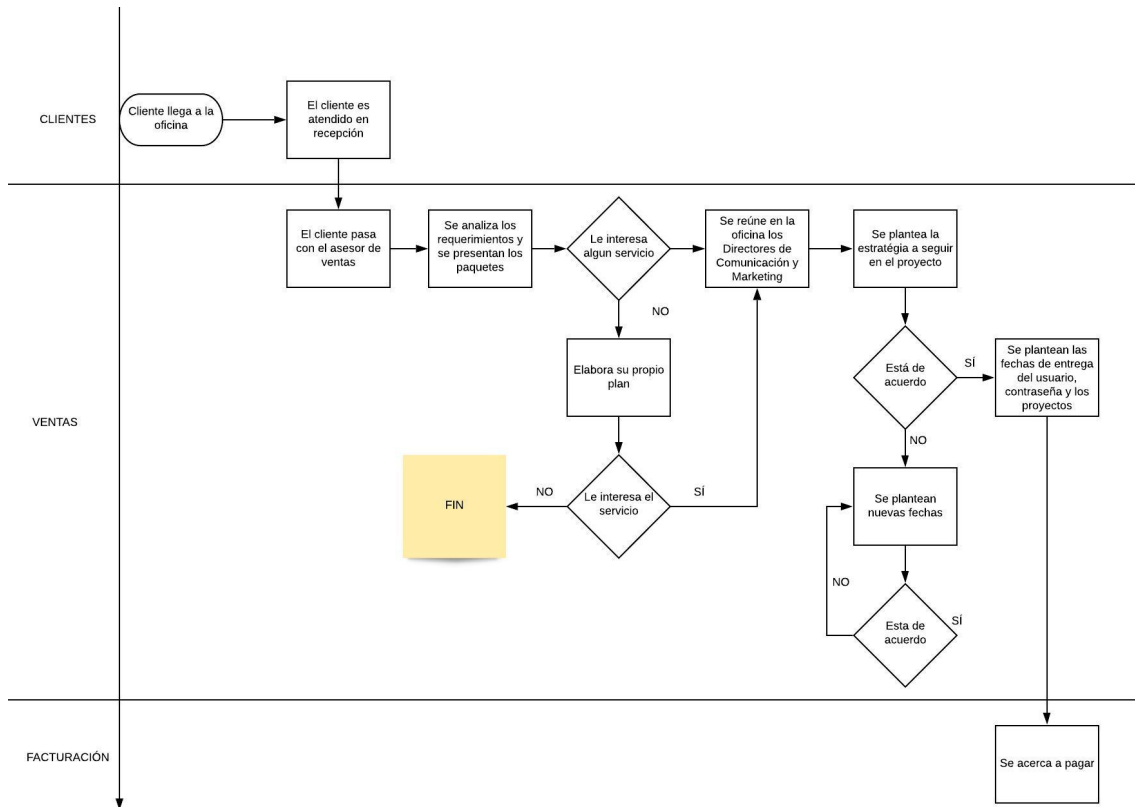 CLIENTES
Cliente llega a la
oficina
El cliente es
atendido en
recepción
VENTAS
El cliente pasa
con el asesor de
ventas
Se analiza los
requerimientos y
se presentan los
paquetes
Le interesa
algun servicio
Se reúne en la
oficina los
Directores de
Comunicación y
Marketing
Se plantea la
estratégia a seguir
en el proyecto
NO
Elabora su propio
plan
Está de
acuerdo
SÍ
Se plantean las
fechas de entrega
del usuario,
contraseña y los
proyectos
NO
FIN
NO
Le interesa el
servicio
SÍ
Se plantean
nuevas fechas
NO
Esta de
acuerdo
SÍ
FACTURACIÓN
Se acerca a pagar